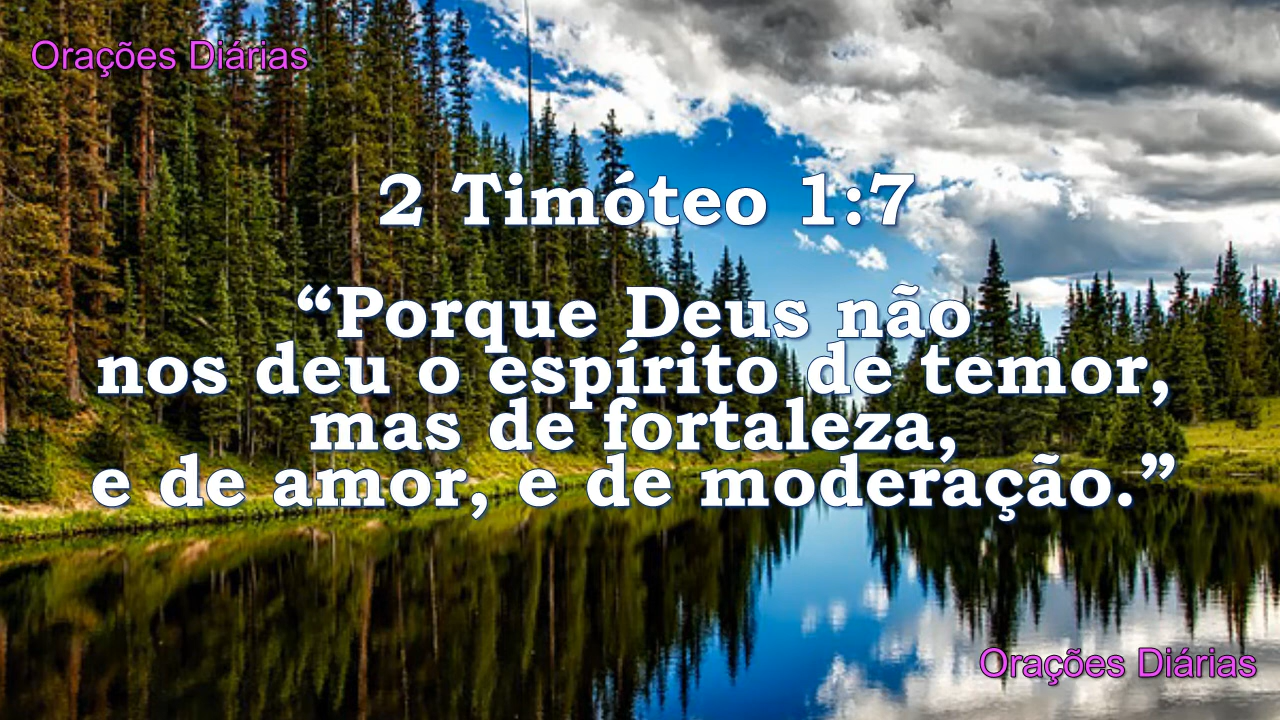 Orações Diárias
2 Timóteo 1:7
“Porque Deus não
nos deu o espírito de temor,
mas de fortaleza,
e de amor, e de moderação.”
Orações Diárias